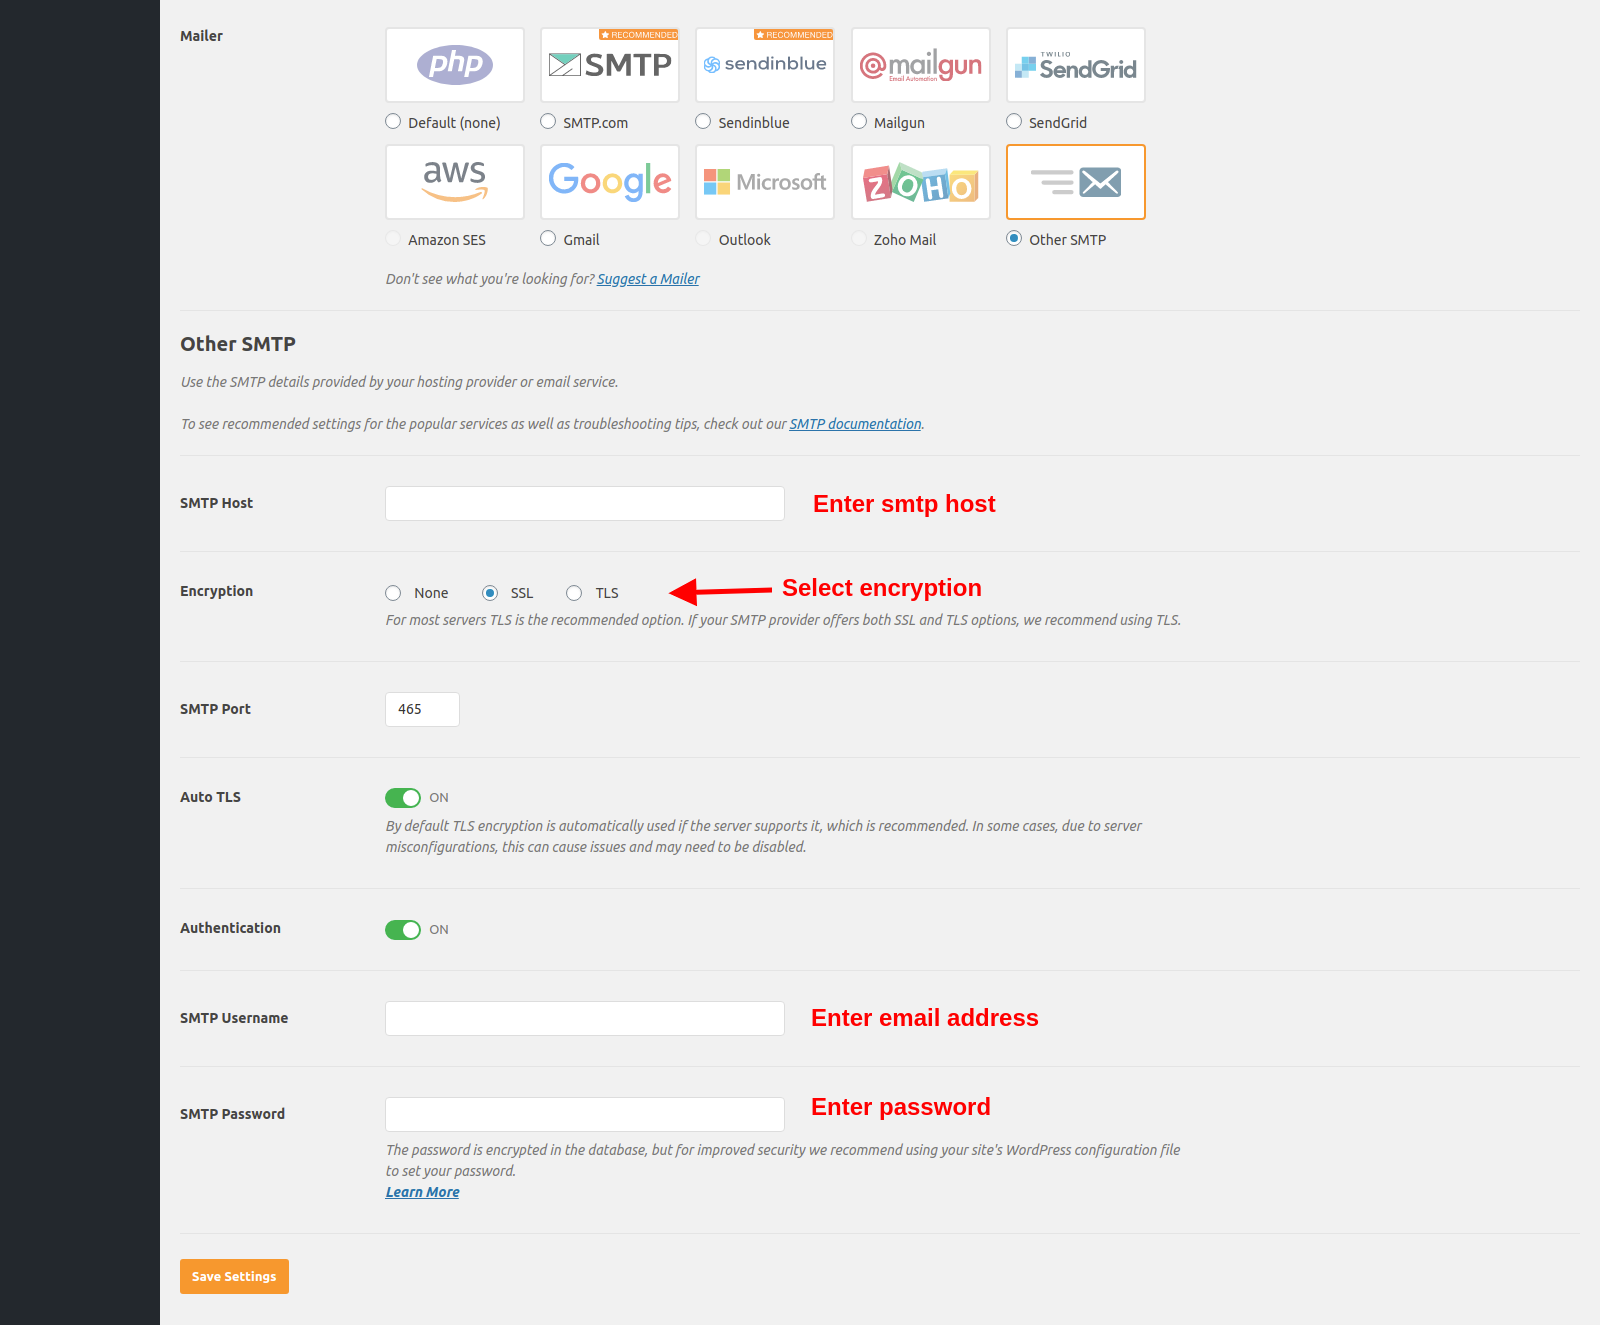 Mailer
php
RECOMMENDED
SMTP
RECOMMENDED
sendinblue
@mailgun
Email Automation
TWILIO
SendGrid
Default (none)
SMTP.com
Sendinblue
Mailgun
SendGrid
aws
Google
Microsoft
ZOHO
Amazon SES
Gmail
Outlook
Zoho Mail
Other SMTP
Don't see what you're looking for? Suggest a Mailer
Other SMTP
Use the SMTP details provided by your hosting provider or email service.
To see recommended settings for the popular services as well as troubleshooting tips, check out our SMTP documentation.
SMTP Host
Enter smtp host
Encryption
None
SSL
TLS
Select encryption
For most servers TLS is the recommended option. If your SMTP provider offers both SSL and TLS options, we recommend using TLS.
SMTP Port
465
Auto TLS
ON
By default TLS encryption is automatically used if the server supports it, which is recommended. In some cases, due to server
misconfigurations, this can cause issues and may need to be disabled.
Authentication
ON
SMTP Username
Enter email address
SMTP Password
Enter password
The password is encrypted in the database, but for improved security we recommend using your site's WordPress configuration file
to set your password.
Learn More
Save Settings